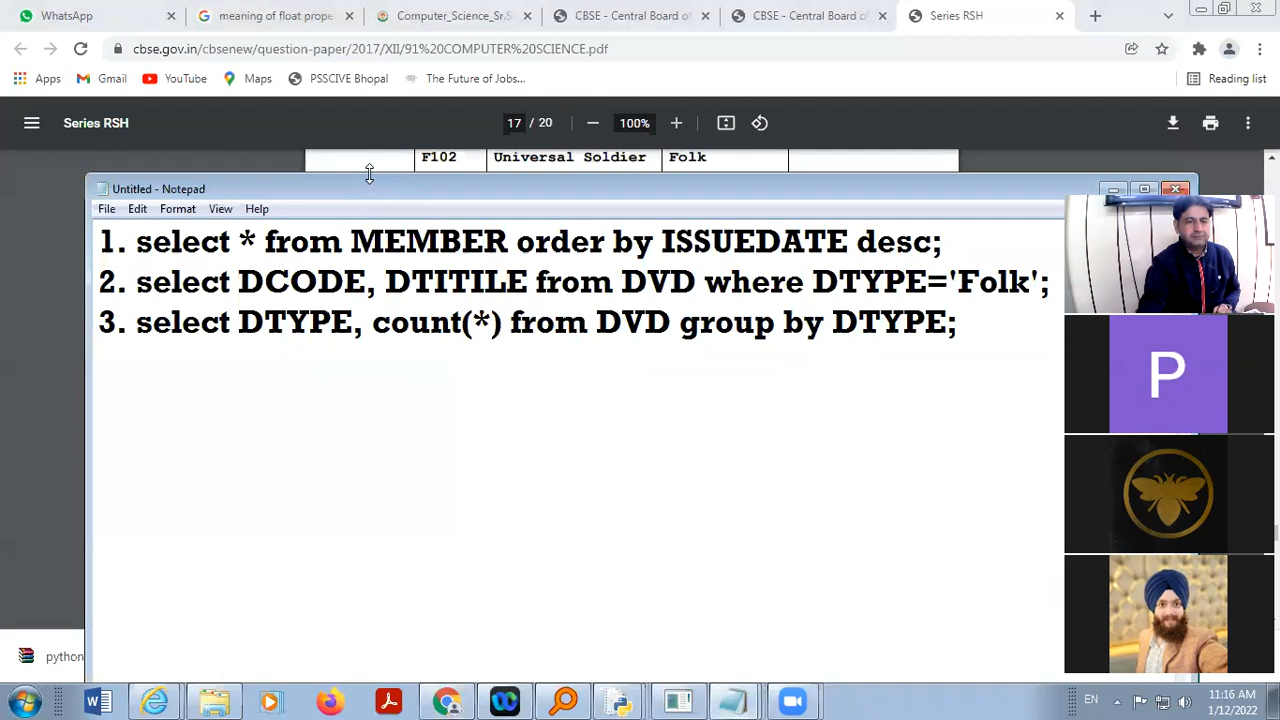 WhatsApp
meaning of float prope
Computer_Science_Sr.S
CBSE - Central Board of
CBSE - Central Board of
Series RSH
cbse.gov.in/cbsenew/question-paper/2017/XII/91%20COMPUTER%20SCIENCE.pdf
Apps Gmail YouTube Maps PSSCIVE Bhopal The Future of Jobs... Reading list
Series RSH 17 / 20 100%
F102 Universal Soldier Folk
Untitled - Notepad
File Edit Format View Help
1. select * from MEMBER order by ISSUEDATE desc;
2. select DCODE, DTITILE from DVD where DTYPE='Folk';
3. select DTYPE, count(*) from DVD group by DTYPE;
P
python
EN
11:16 AM
1/12/2022